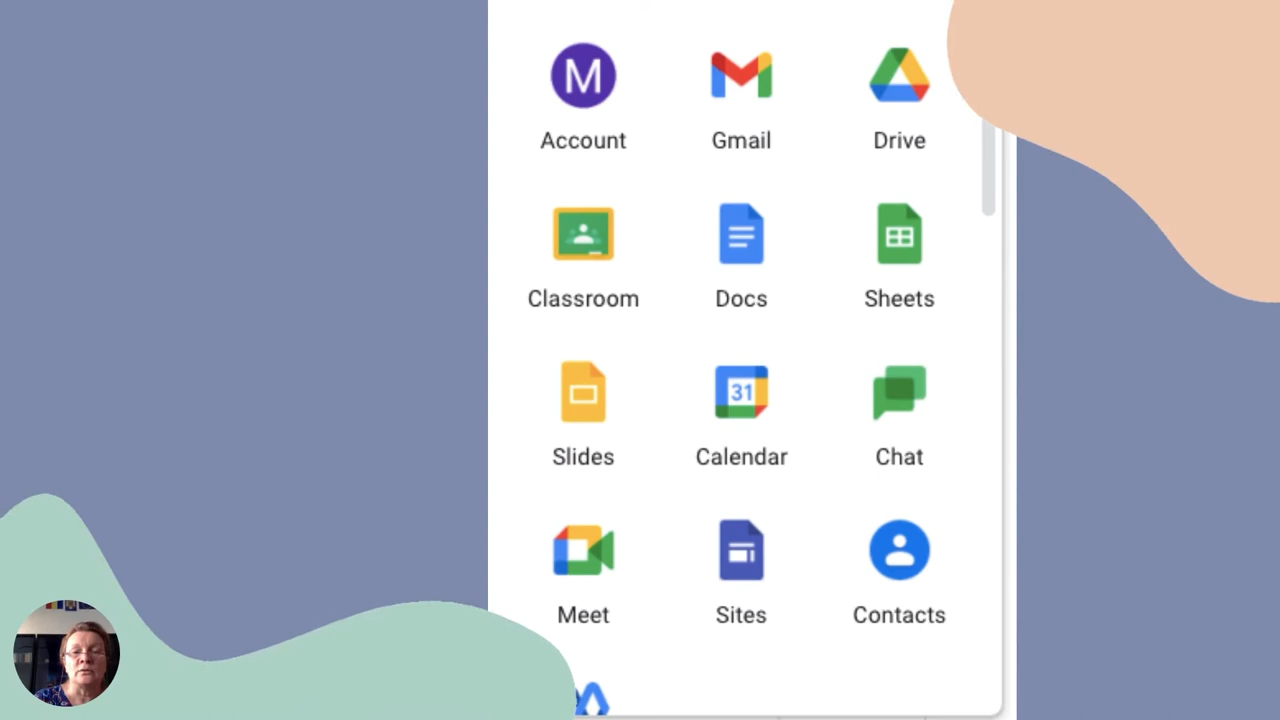 M
Account Gmail Drive
Classroom Docs Sheets
31
Slides Calendar Chat
Meet Sites Contacts